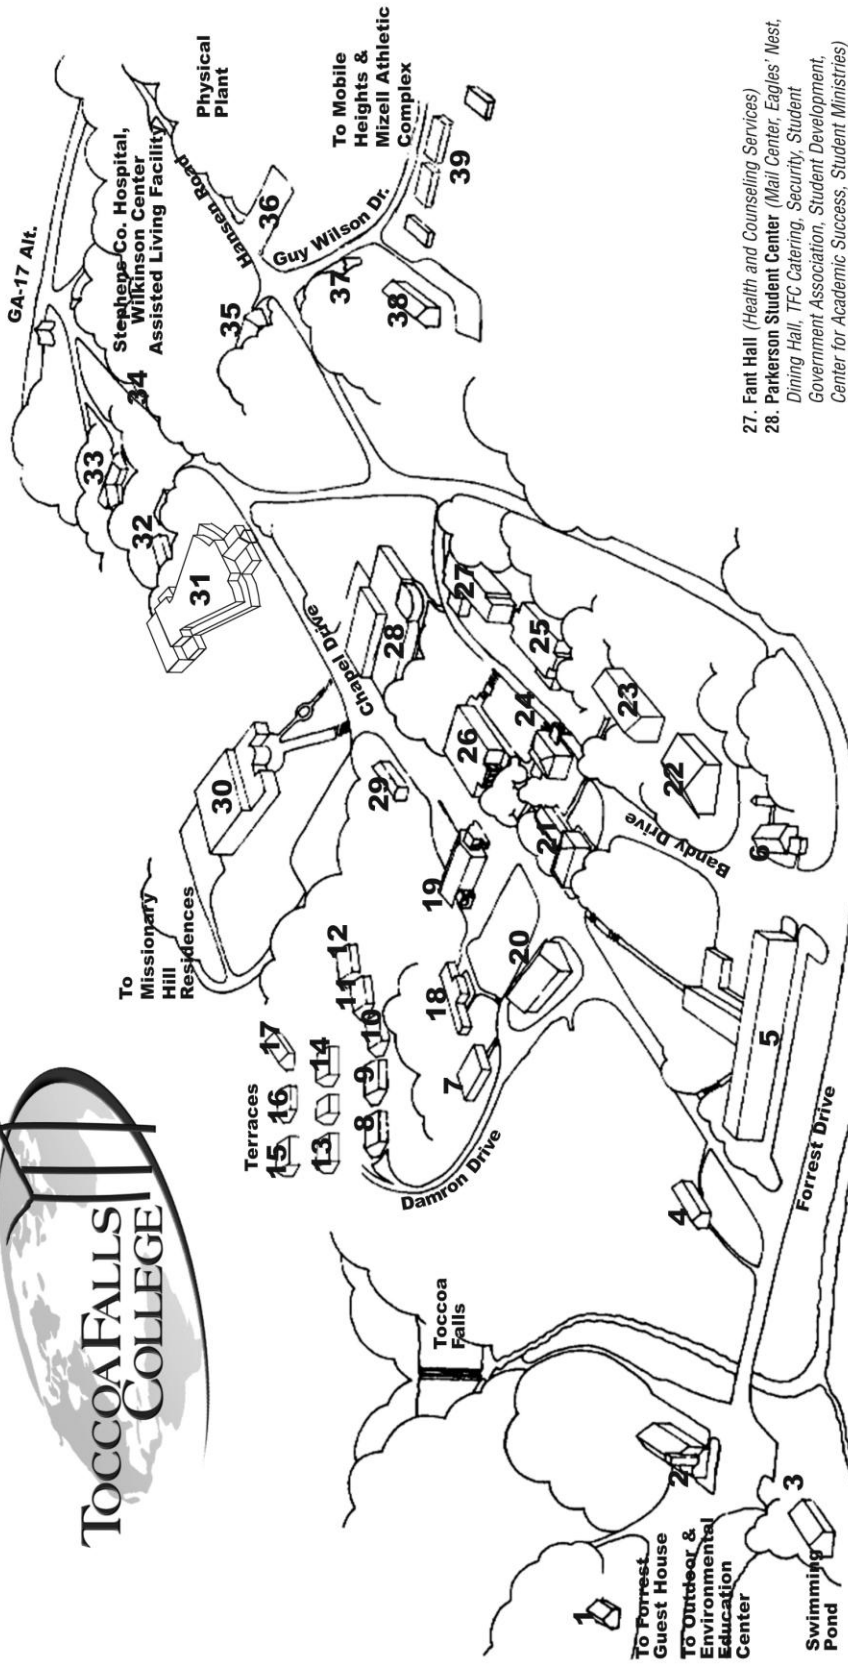 TOCCOA FALLS
COLLEGE
GA-17 Alt.
Stephens Co. Hospital,
Wilkinson Center
Assisted Living Facility
Physical
Plant
Hansen Road
To Mobile
Heights &
Mizell Athletic
Complex
Guy Wilson Dr.
To
Missionary
Hill
Residences
Chapel Drive
Terraces
Damron Drive
Bandy Drive
Forrest Drive
Toccoa
Falls
To Forrest
Guest House
To Outdoor &
Environmental
Education
Center
Swimming
Pond
1
2
3
4
5
6
7
8
9
10
11
12
13
14
15
16
17
18
19
20
21
22
23
24
25
26
27
28
29
30
31
32
33
34
35
36
37
38
39
27. Fant Hall (Health and Counseling Services)
28. Parkerson Student Center (Mail Center, Eagles' Nest,
Dining Hall, TFC Catering, Security, Student
Government Association, Student Development,
Center for Academic Success, Student Ministries)